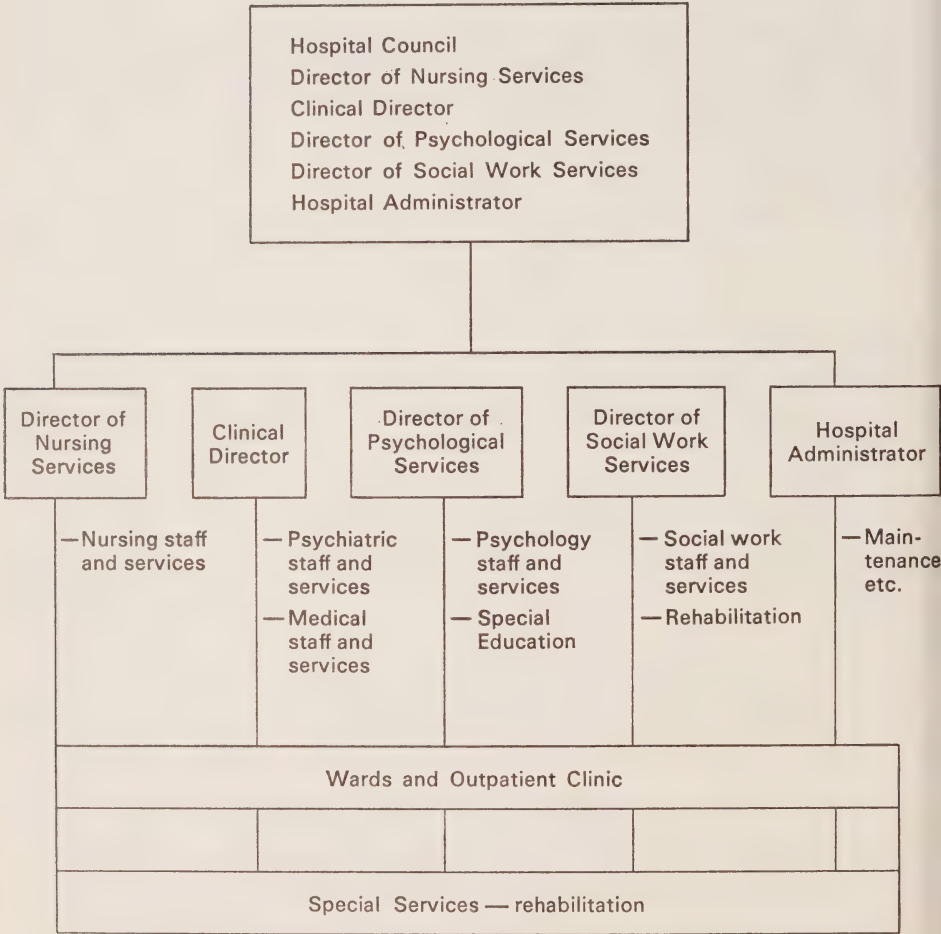 Hospital Council
Director of Nursing Services
Clinical Director
Director of Psychological Services
Director of Social Work Services
Hospital Administrator
Director of
Nursing
Services
Clinical
Director
Director of
Psychological
Services
Director of
Social Work
Services
Hospital
Administrator
— Nursing staff
and services
— Psychiatric
staff and
services
— Medical
staff and
services
— Psychology
staff and
services
— Special
Education
— Social work
staff and
services
— Rehabilitation
— Main-
tenance
etc.
Wards and Outpatient Clinic
Special Services — rehabilitation